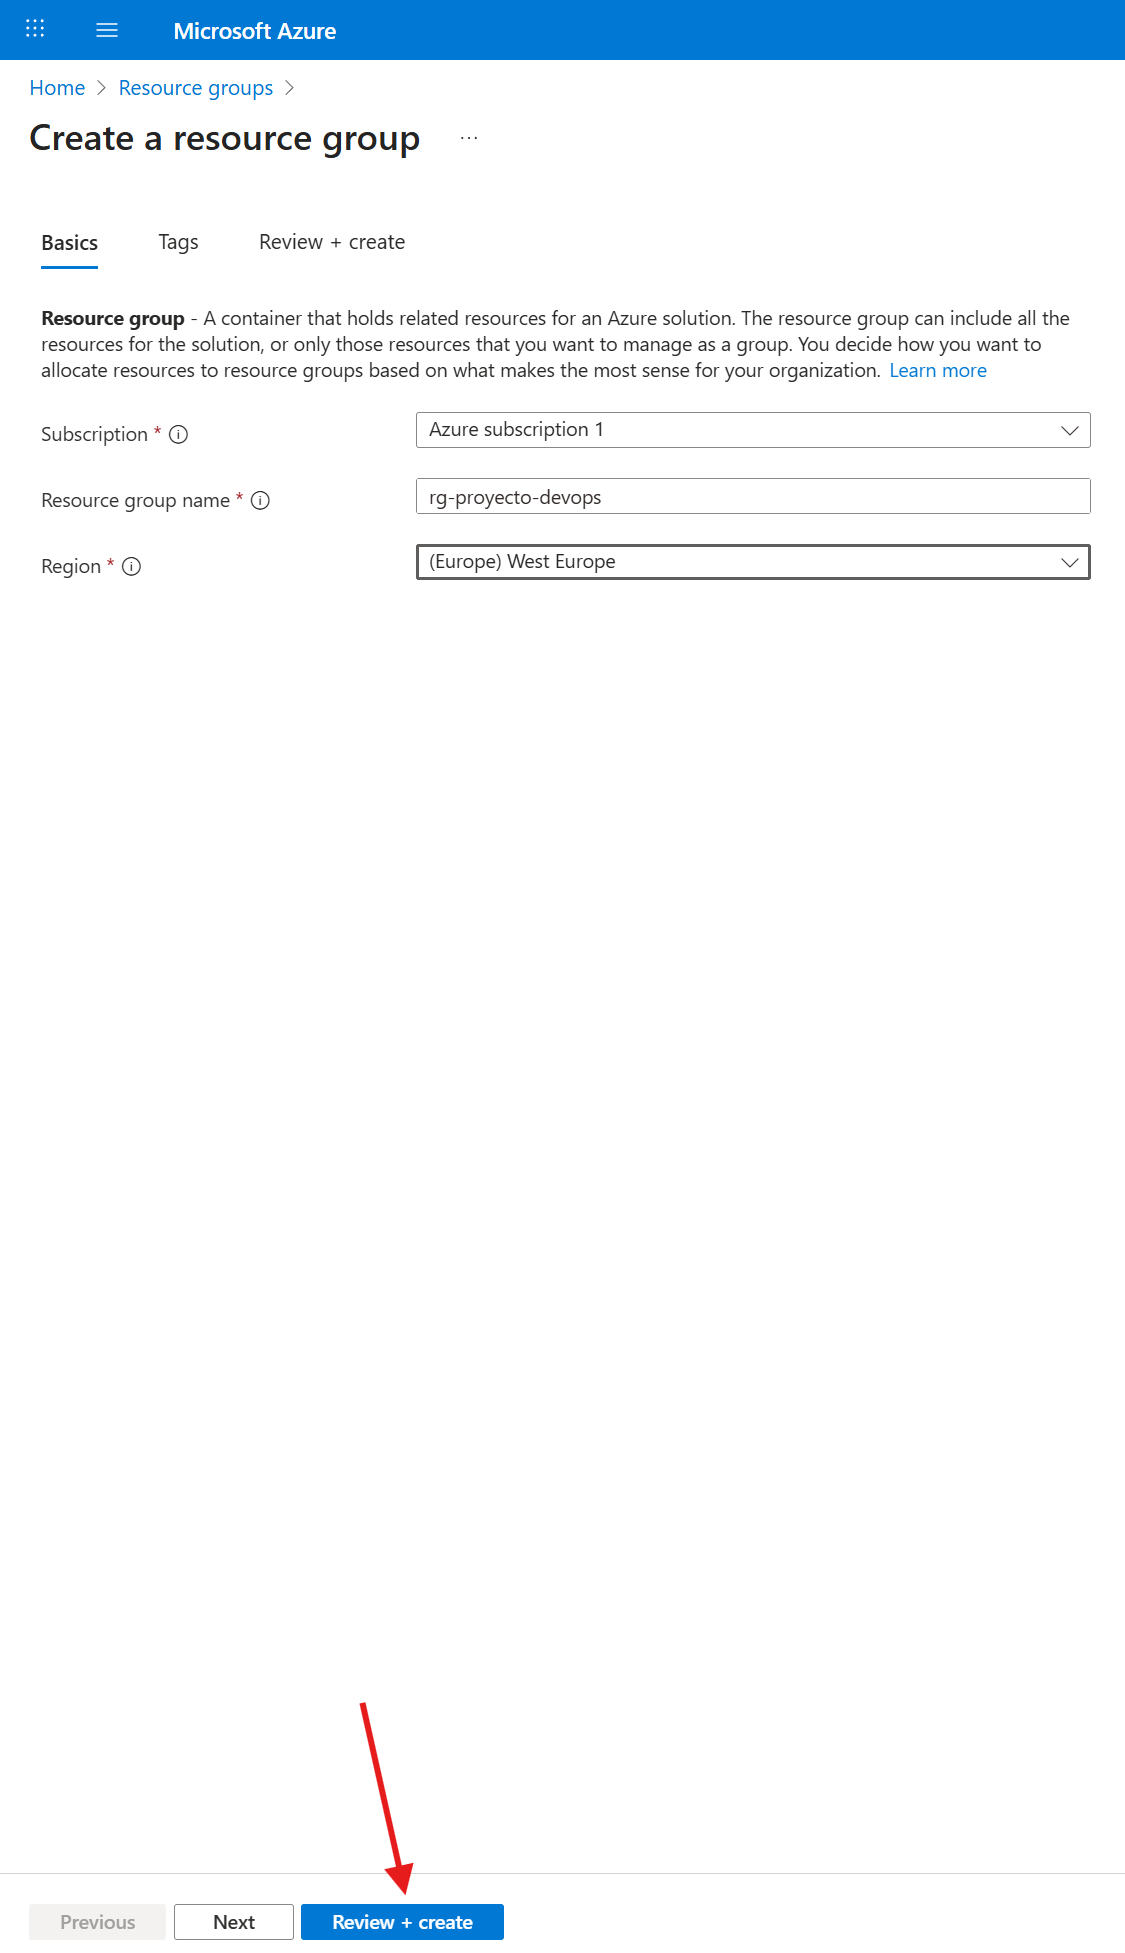 Microsoft Azure
Home > Resource groups >
Create a resource group ...
Basics Tags Review + create
Resource group - A container that holds related resources for an Azure solution. The resource group can include all the
resources for the solution, or only those resources that you want to manage as a group. You decide how you want to
allocate resources to resource groups based on what makes the most sense for your organization. Learn more
Subscription * Azure subscription 1
Resource group name * rg-proyecto-devops
Region * (Europe) West Europe
Previous Next Review + create